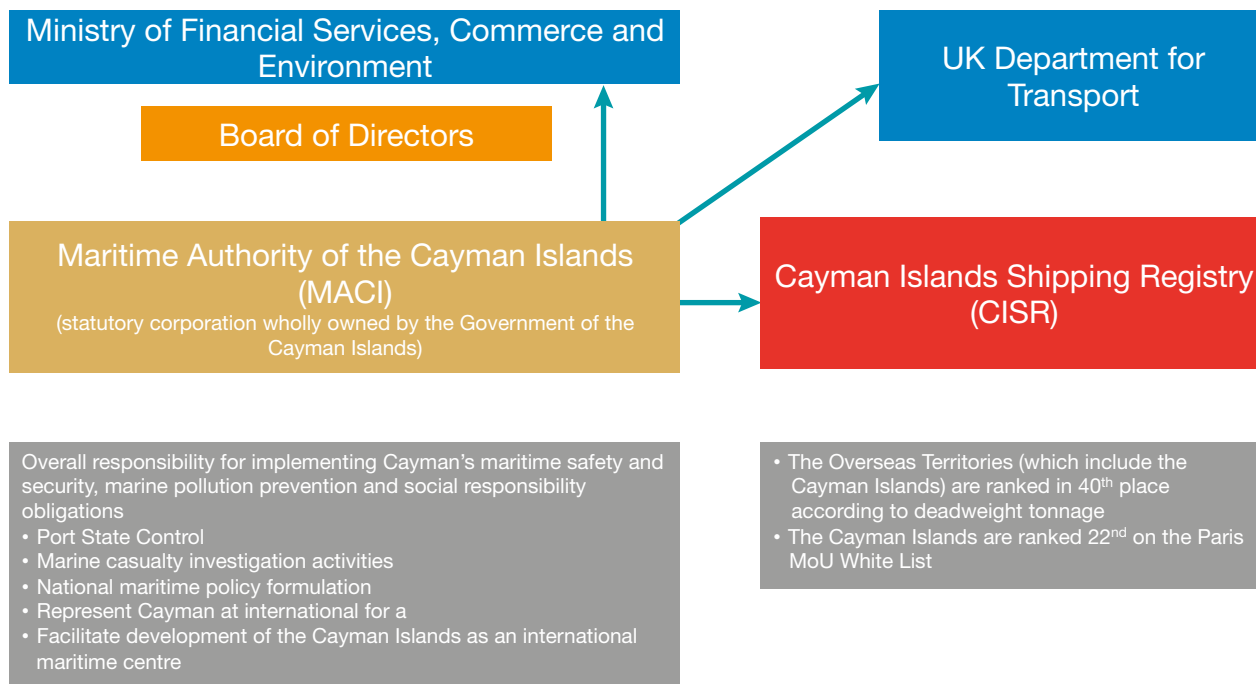 Ministry of Financial Services, Commerce and
Environment
UK Department for
Transport
Board of Directors
Maritime Authority of the Cayman Islands
(MACI)
(statutory corporation wholly owned by the Government of the
Cayman Islands)
Cayman Islands Shipping Registry
(CISR)
Overall responsibility for implementing Cayman’s maritime safety and
security, marine pollution prevention and social responsibility
obligations
• Port State Control
• Marine casualty investigation activities
• National maritime policy formulation
• Represent Cayman at international for a
• Facilitate development of the Cayman Islands as an international
maritime centre
• The Overseas Territories (which include the
Cayman Islands) are ranked in 40th place
according to deadweight tonnage
• The Cayman Islands are ranked 22nd on the Paris
MoU White List